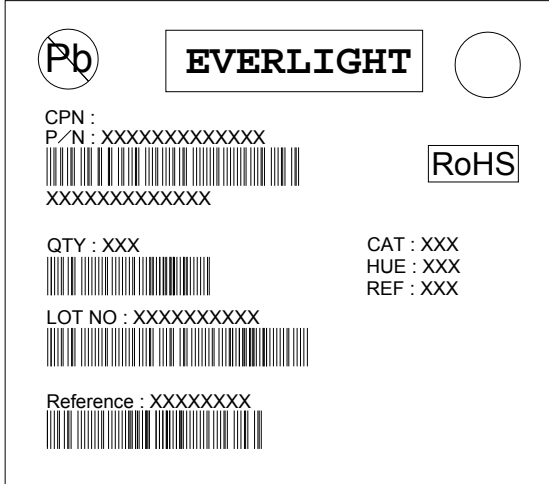 Pb
EVERLIGHT
CPN :
P/N : XXXXXXXXXXXXX
RoHS
XXXXXXXXXXXXX
QTY : XXX
CAT : XXX
HUE : XXX
REF : XXX
LOT NO : XXXXXXXXXX
Reference : XXXXXXXX